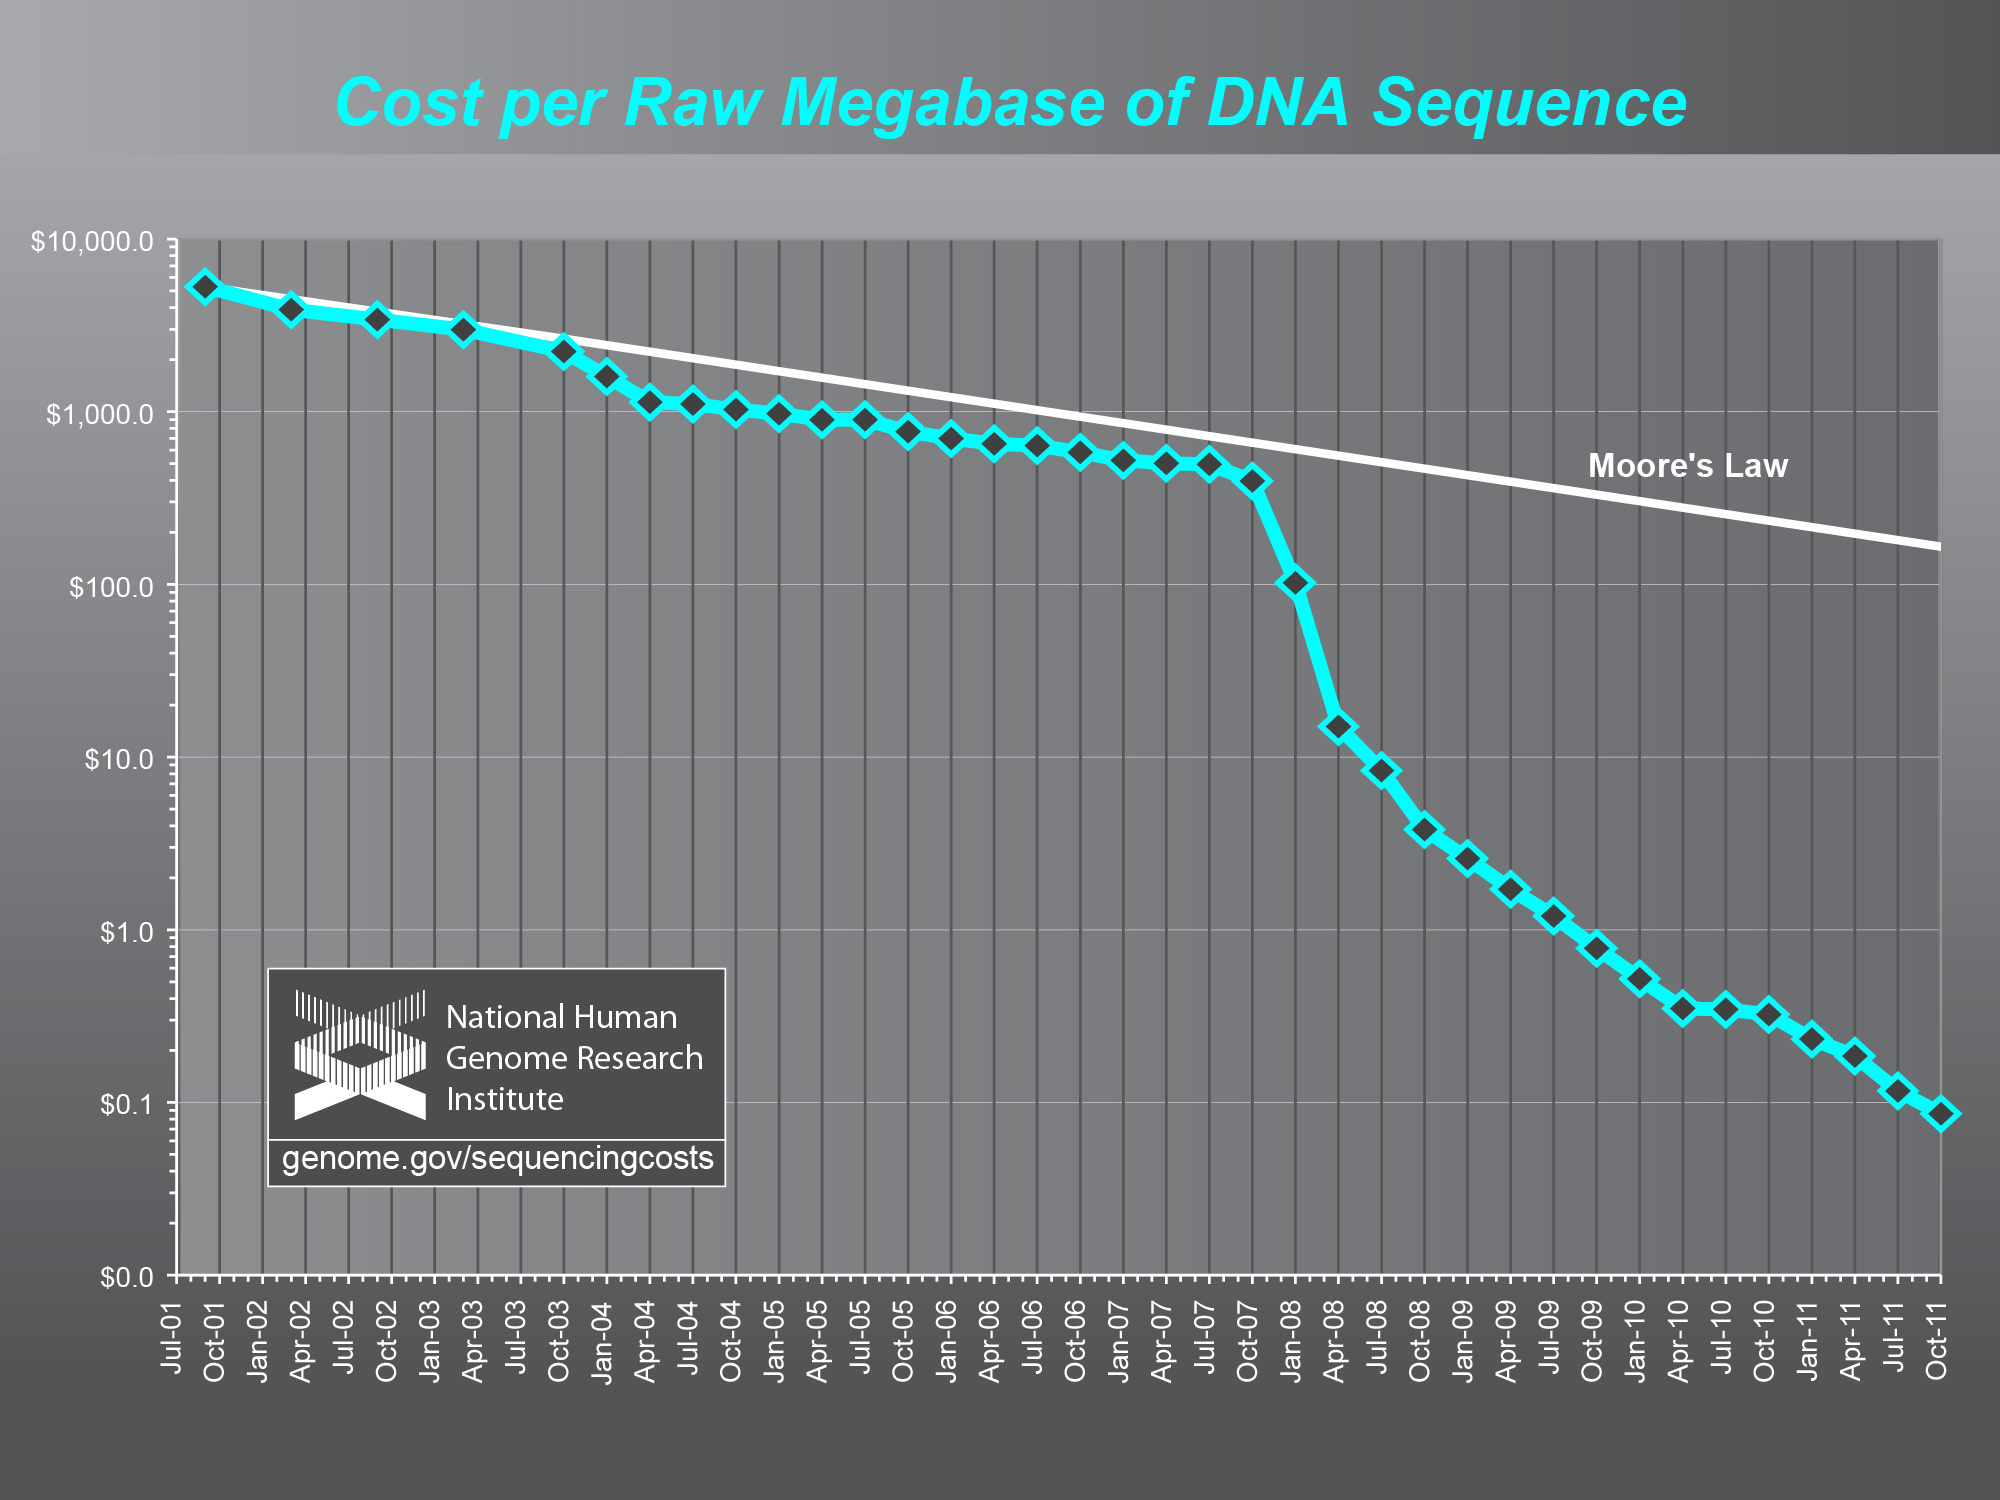 Cost per Raw Megabase of DNA Sequence
$10,000.0
$1,000.0
$100.0
$10.0
$1.0
$0.1
$0.0
Moore's Law
National Human
Genome Research
Institute
genome.gov/sequencingcosts
Jul-01
Oct-01
Jan-02
Apr-02
Jul-02
Oct-02
Jan-03
Apr-03
Jul-03
Oct-03
Jan-04
Apr-04
Jul-04
Oct-04
Jan-05
Apr-05
Jul-05
Oct-05
Jan-06
Apr-06
Jul-06
Oct-06
Jan-07
Apr-07
Jul-07
Oct-07
Jan-08
Apr-08
Jul-08
Oct-08
Jan-09
Apr-09
Jul-09
Oct-09
Jan-10
Apr-10
Jul-10
Oct-10
Jan-11
Apr-11
Jul-11
Oct-11